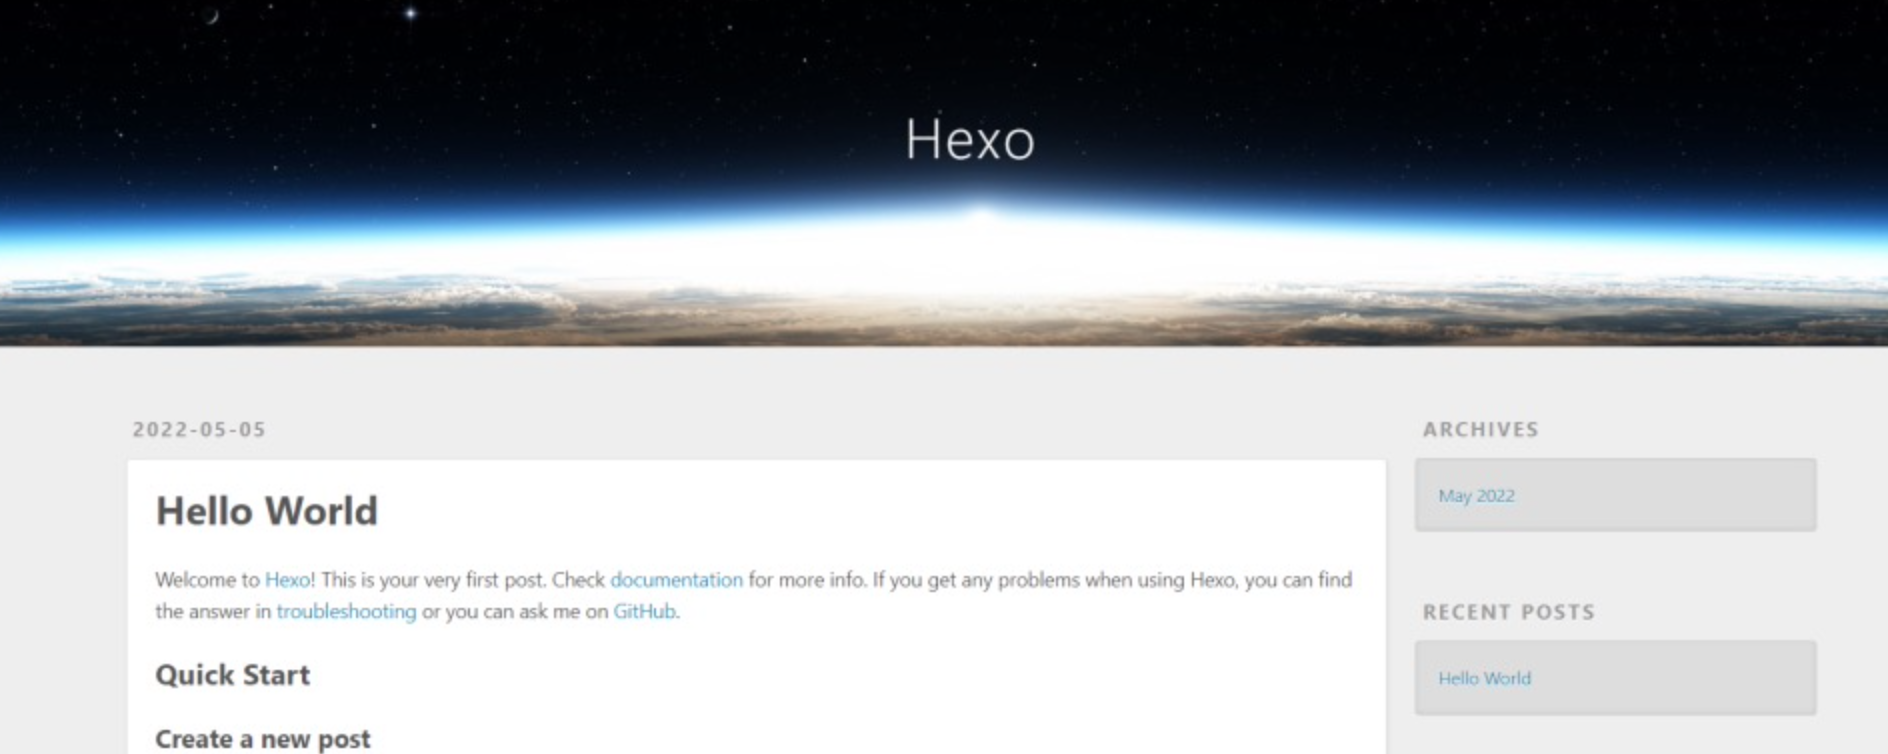 Hexo
2022-05-05
Hello World
Welcome to Hexo! This is your very first post. Check documentation for more info. If you get any problems when using Hexo, you can find
the answer in troubleshooting or you can ask me on GitHub.
Quick Start
Create a new post
ARCHIVES
May 2022
RECENT POSTS
Hello World